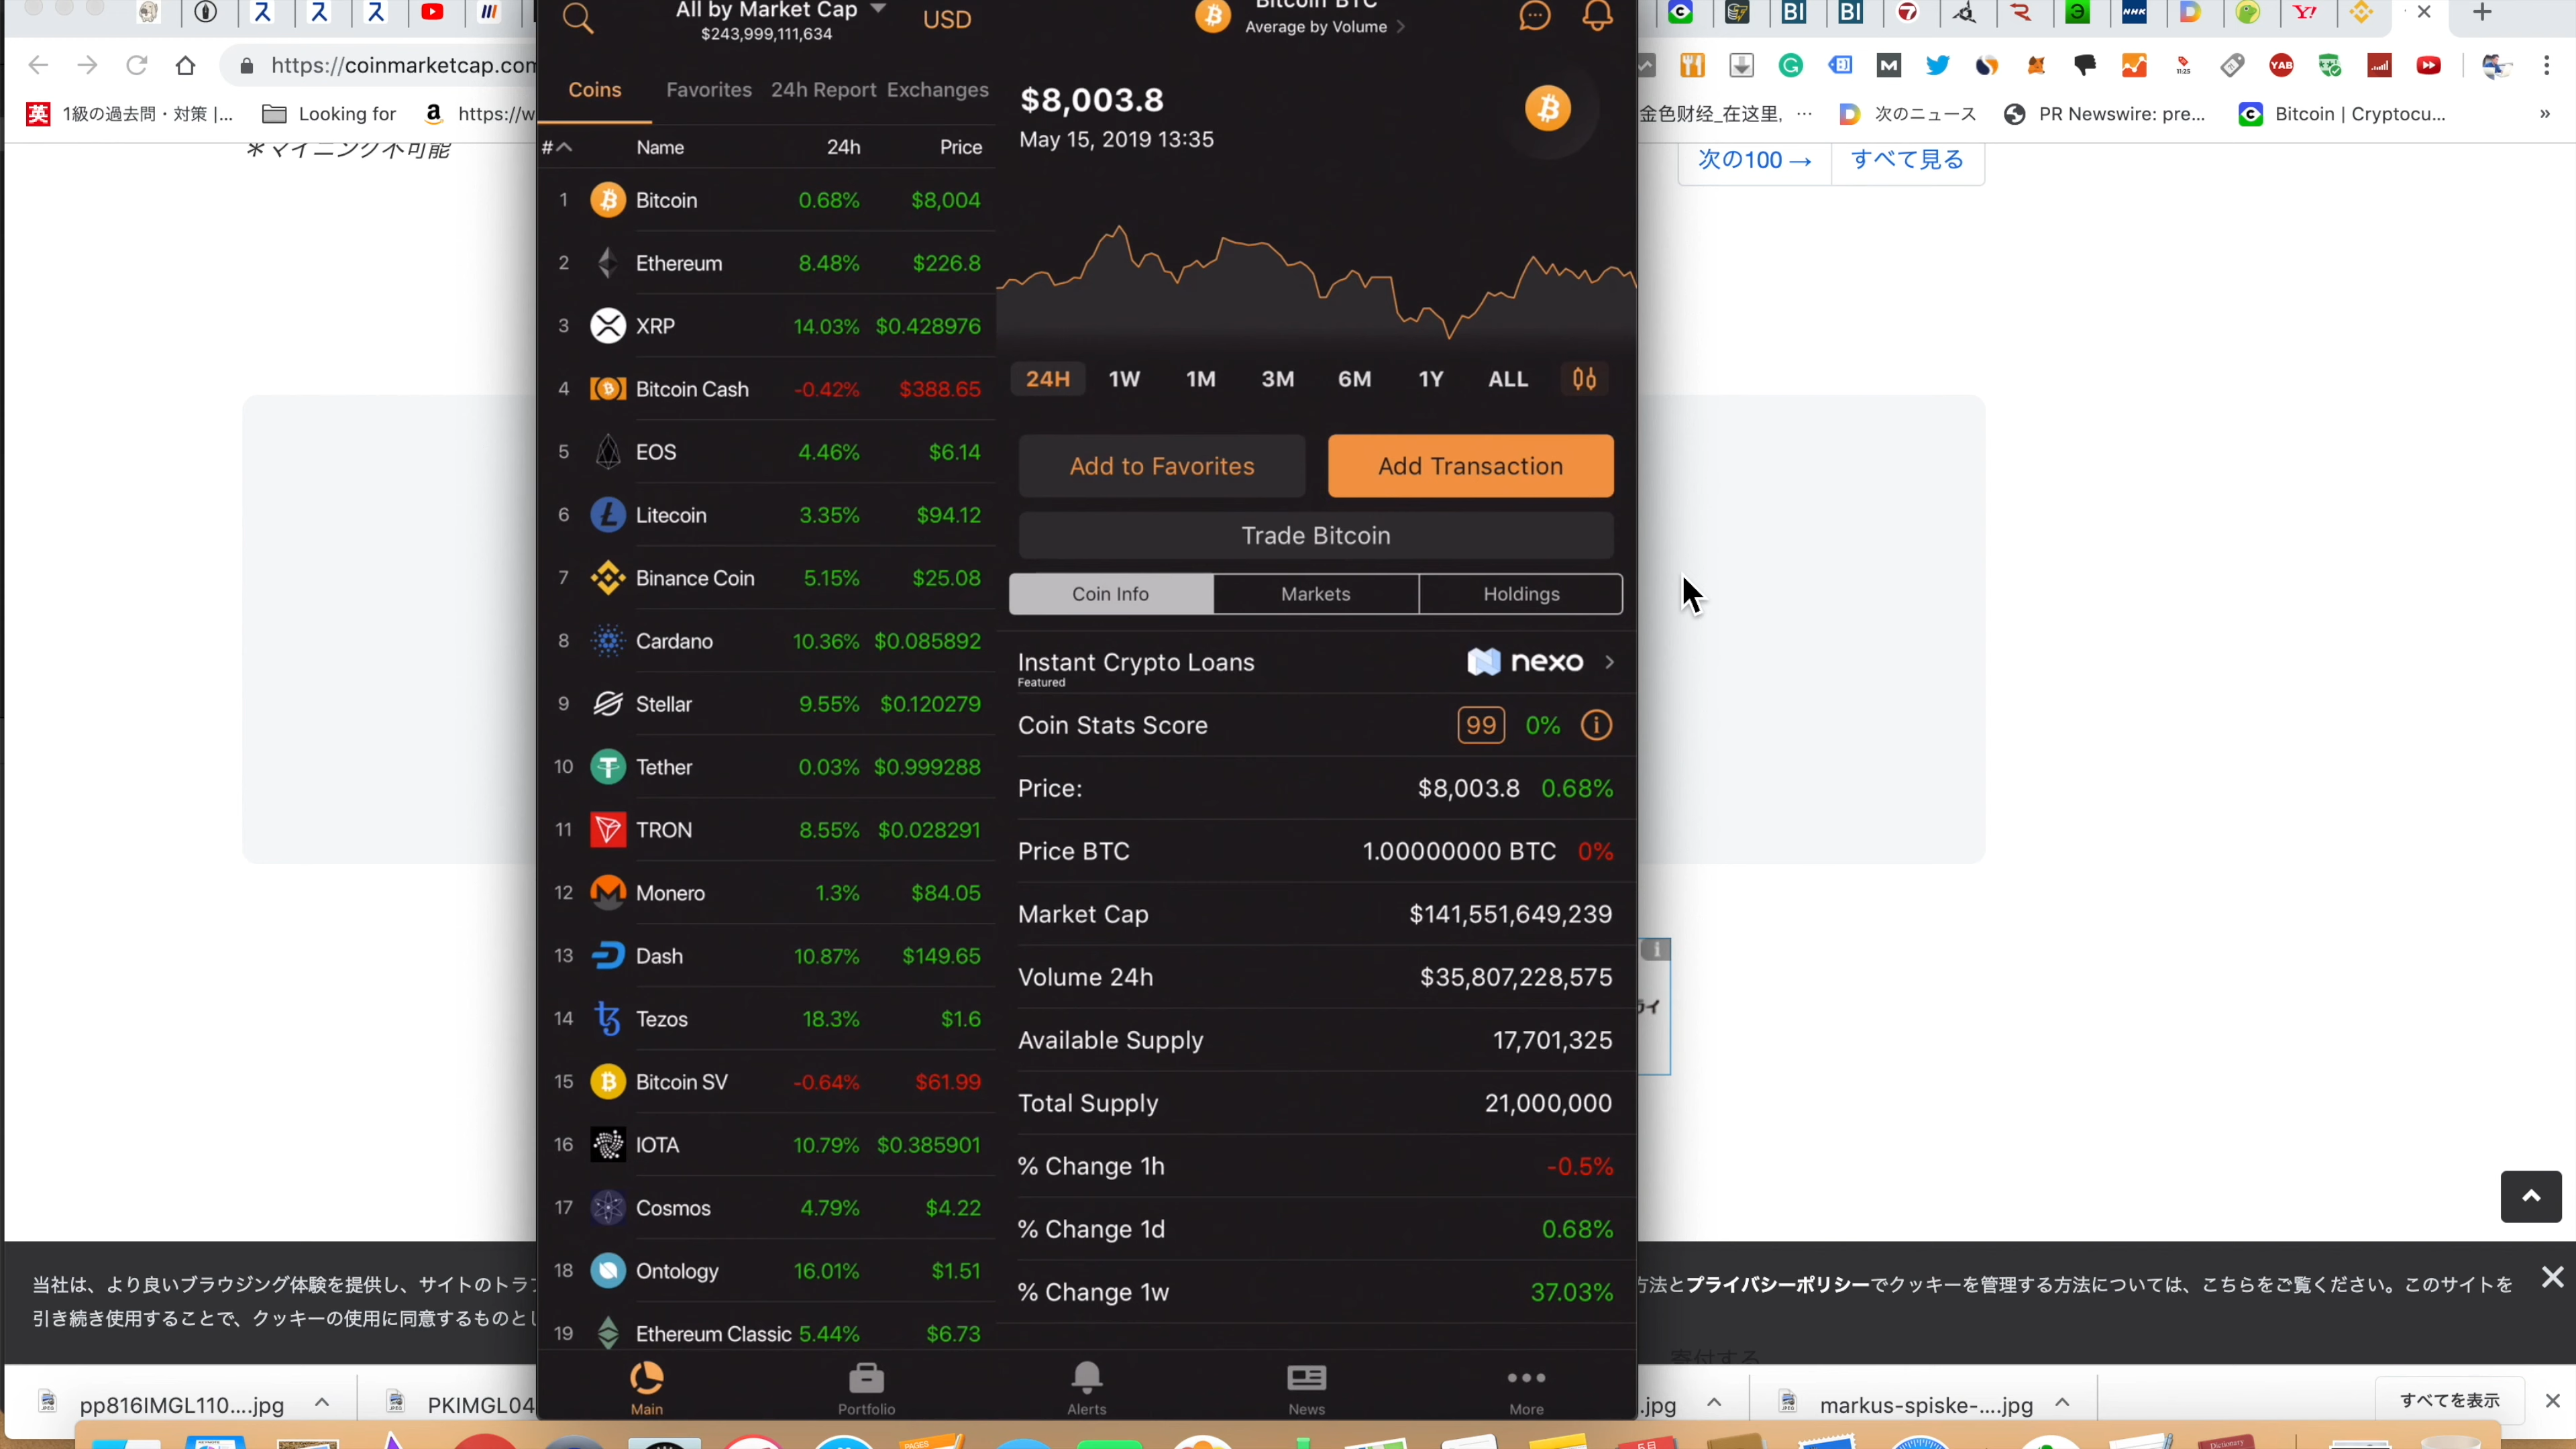 All by Market Cap
$243,999,111,634
USD
Average by Volume
https://coinmarketcap.com
1級の過去問・対策 |...
Looking for
https://w
金色财经_在这里, ...
次のニュース
PR Newswire: pre...
Bitcoin | Cryptocu...
»
次の100 →
すべて見る
Coins
Favorites
24h Report
Exchanges
# Name 24h Price
1 Bitcoin 0.68% $8,004
2 Ethereum 8.48% $226.8
3 XRP 14.03% $0.428976
4 Bitcoin Cash -0.42% $388.65
5 EOS 4.46% $6.14
6 Litecoin 3.35% $94.12
7 Binance Coin 5.15% $25.08
8 Cardano 10.36% $0.085892
9 Stellar 9.55% $0.120279
10 Tether 0.03% $0.999288
11 TRON 8.55% $0.028291
12 Monero 1.3% $84.05
13 Dash 10.87% $149.65
14 Tezos 18.3% $1.6
15 Bitcoin SV -0.64% $61.99
16 IOTA 10.79% $0.385901
17 Cosmos 4.79% $4.22
18 Ontology 16.01% $1.51
19 Ethereum Classic 5.44% $6.73
$8,003.8
May 15, 2019 13:35
24H 1W 1M 3M 6M 1Y ALL
Add to Favorites
Add Transaction
Trade Bitcoin
Coin Info
Markets
Holdings
Instant Crypto Loans
Featured
nexo
Coin Stats Score 99 0%
Price: $8,003.8 0.68%
Price BTC 1.00000000 BTC 0%
Market Cap $141,551,649,239
Volume 24h $35,807,228,575
Available Supply 17,701,325
Total Supply 21,000,000
% Change 1h -0.5%
% Change 1d 0.68%
% Change 1w 37.03%
Main
Portfolio
Alerts
News
More
当社は、より良いブラウジング体験を提供し、サイトのトラ
方法とプライバシーポリシーでクッキーを管理する方法については、こちらをご覧ください。このサイトを
引き続き使用することで、クッキーの使用に同意するものとし
pp816IMGL110....jpg
PKIMGL04
.jpg
markus-spiske-....jpg
すべてを表示